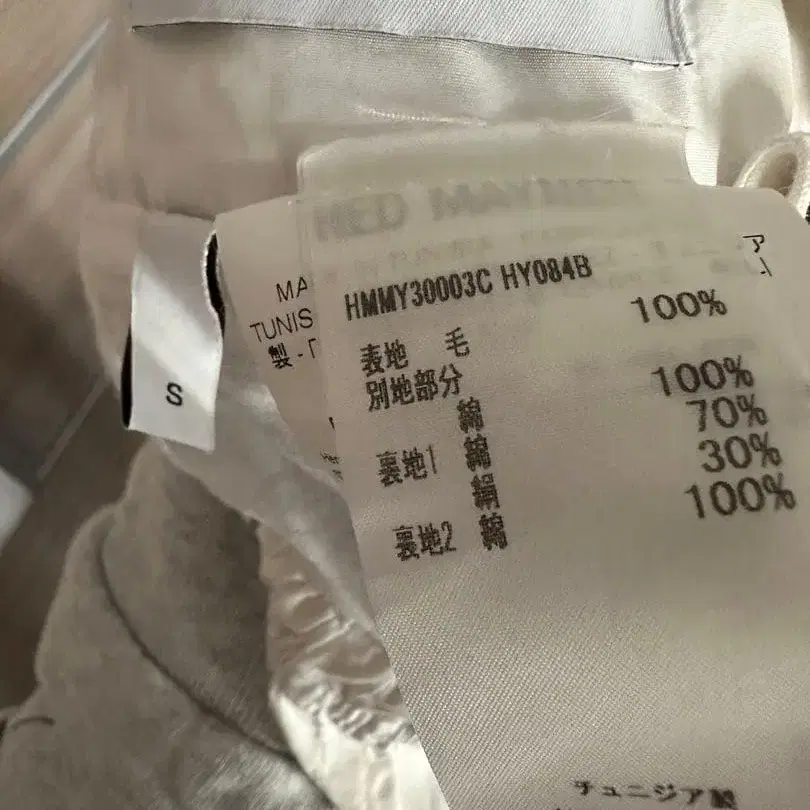 HMMY30003C HY084B
表地 毛 100%
別地部分
綿 100%
裏地1 綿 70%
絹 30%
裏地2 綿 100%
チュニジア製
MA
TUNIS
製 -
S